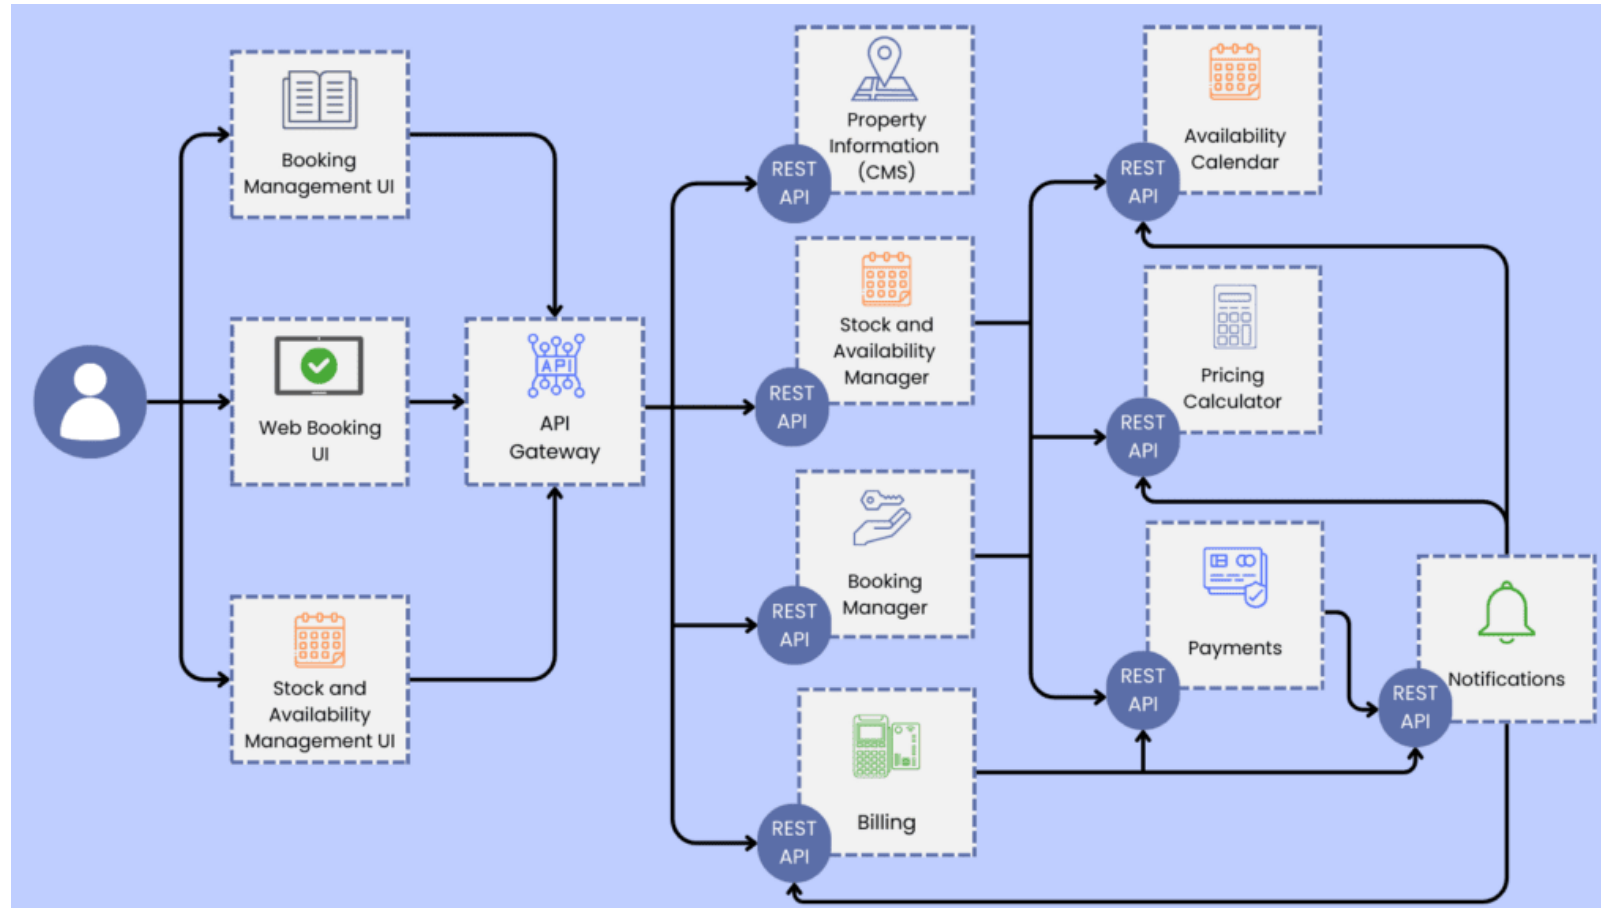 Booking
Management UI
Web Booking
UI
Stock and
Availability
Management UI
API
API
Gateway
Property
Information
(CMS)
REST
API
Stock and
Availability
Manager
REST
API
Booking
Manager
REST
API
Billing
REST
API
Availability
Calendar
REST
API
Pricing
Calculator
REST
API
Payments
REST
API
Notifications
REST
API